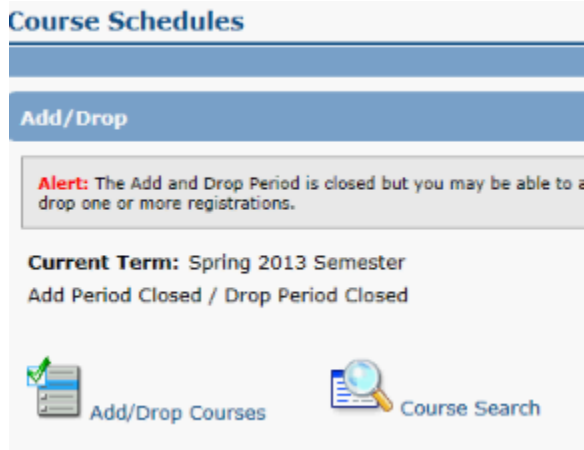 Course Schedules
Add/Drop
Alert: The Add and Drop Period is closed but you may be able to
drop one or more registrations.
Current Term: Spring 2013 Semester
Add Period Closed / Drop Period Closed
Add/Drop Courses
Course Search